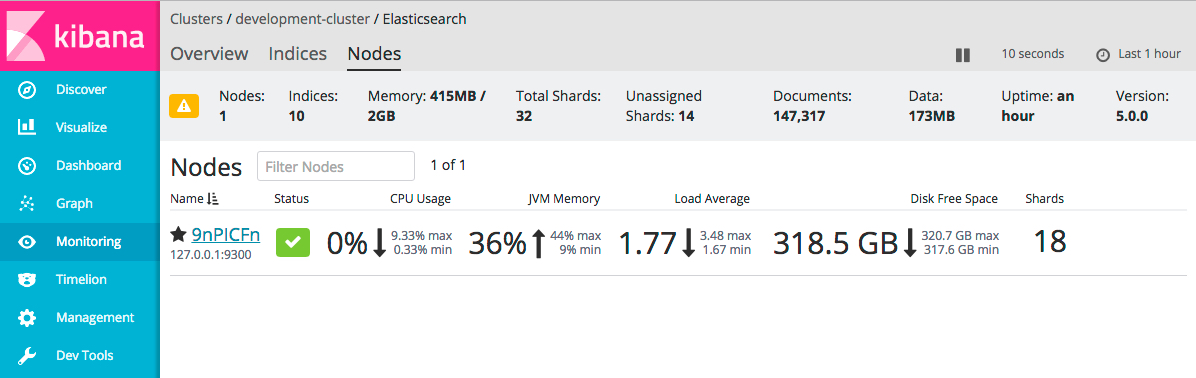 kibana
Discover
Visualize
Dashboard
Graph
Monitoring
Timelion
Management
Dev Tools
Clusters / development-cluster / Elasticsearch
Overview Indices Nodes
10 seconds Last 1 hour
Nodes: Indices: Memory: 415MB / Total Shards: Unassigned Documents: Data: Uptime: an Version:
1 10 2GB 32 Shards: 14 147,317 173MB hour 5.0.0
Nodes Filter Nodes 1 of 1
Name Status CPU Usage JVM Memory Load Average Disk Free Space Shards
9nPICFn 0% 9.33% max 36% 44% max 1.77 3.48 max 318.5 GB 320.7 GB max 18
127.0.0.1:9300 0.33% min 9% min 1.67 min 317.6 GB min